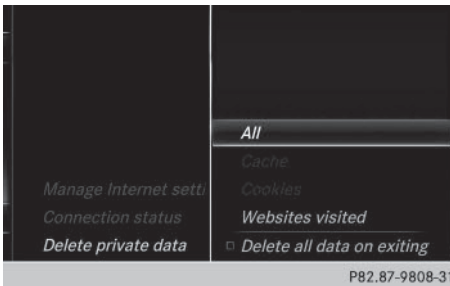 All
Cache
Cookies
Websites visited
Delete all data on exiting
Manage Internet setti
Connection status
Delete private data
P82.87-9808-31